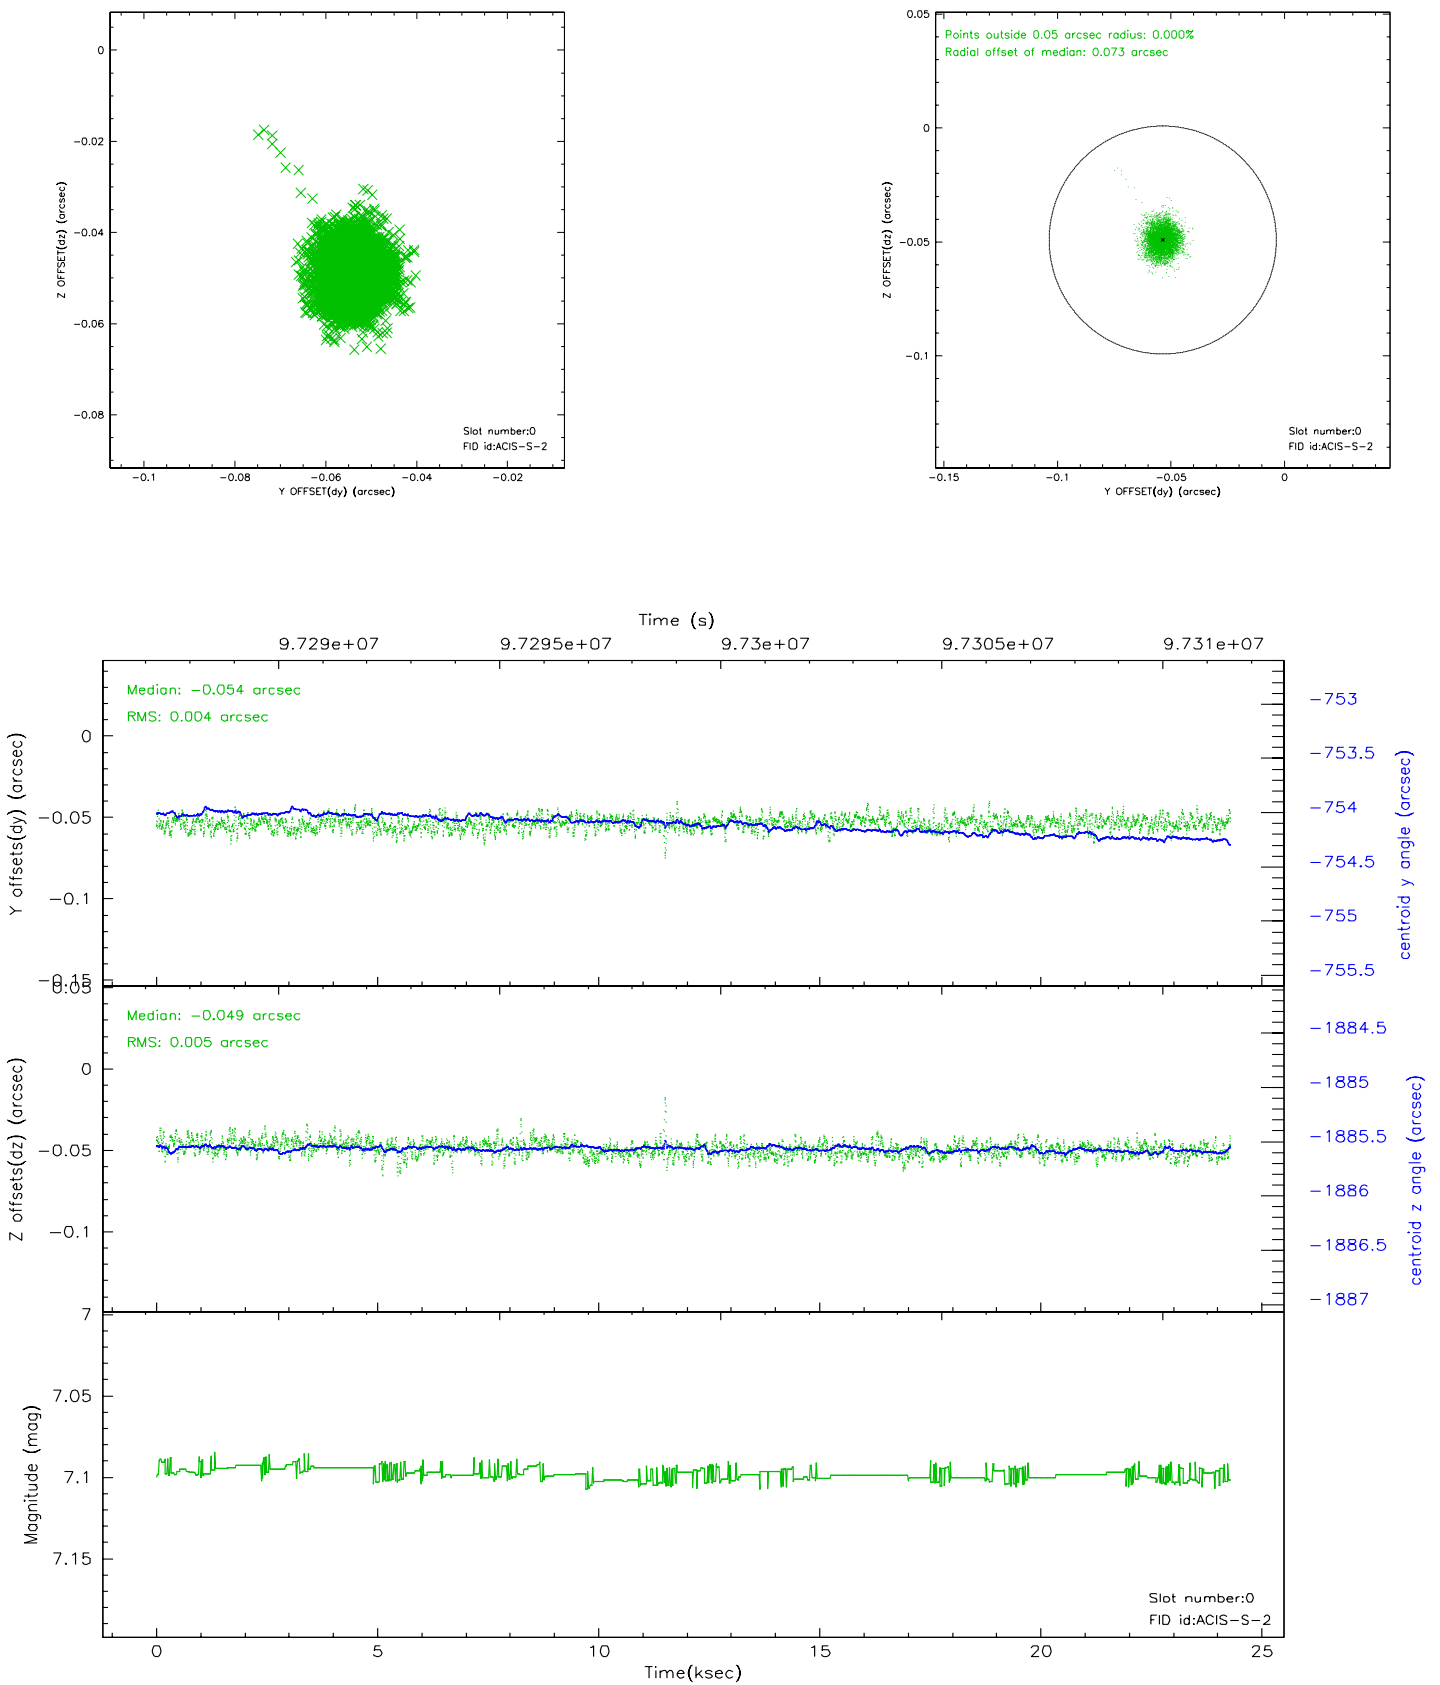 0
-0.02
-0.04
-0.06
-0.08
Z OFFSET(dz) (arcsec)
Slot number:0
FID id:ACIS-S-2
-0.1
-0.08
-0.06
-0.04
-0.02
Y OFFSET(dy) (arcsec)
0.05
0
-0.05
-0.1
Z OFFSET(dz) (arcsec)
Points outside 0.05 arcsec radius: 0.000%
Radial offset of median: 0.073 arcsec
Slot number:0
FID id:ACIS-S-2
-0.15
-0.1
-0.05
0
Y OFFSET(dy) (arcsec)
Time (s)
9.729e+07
9.7295e+07
9.73e+07
9.7305e+07
9.731e+07
Median: -0.054 arcsec
RMS: 0.004 arcsec
0
-0.05
-0.1
-0.15
Y offsets(dy) (arcsec)
-753
-753.5
-754
-754.5
-755
-755.5
centroid y angle (arcsec)
Median: -0.049 arcsec
RMS: 0.005 arcsec
0.05
0
-0.05
-0.1
Z offsets(dz) (arcsec)
-1884.5
-1885
-1885.5
-1886
-1886.5
-1887
centroid z angle (arcsec)
7
7.05
7.1
7.15
Magnitude (mag)
Slot number:0
FID id:ACIS-S-2
0
5
10
15
20
25
Time(ksec)